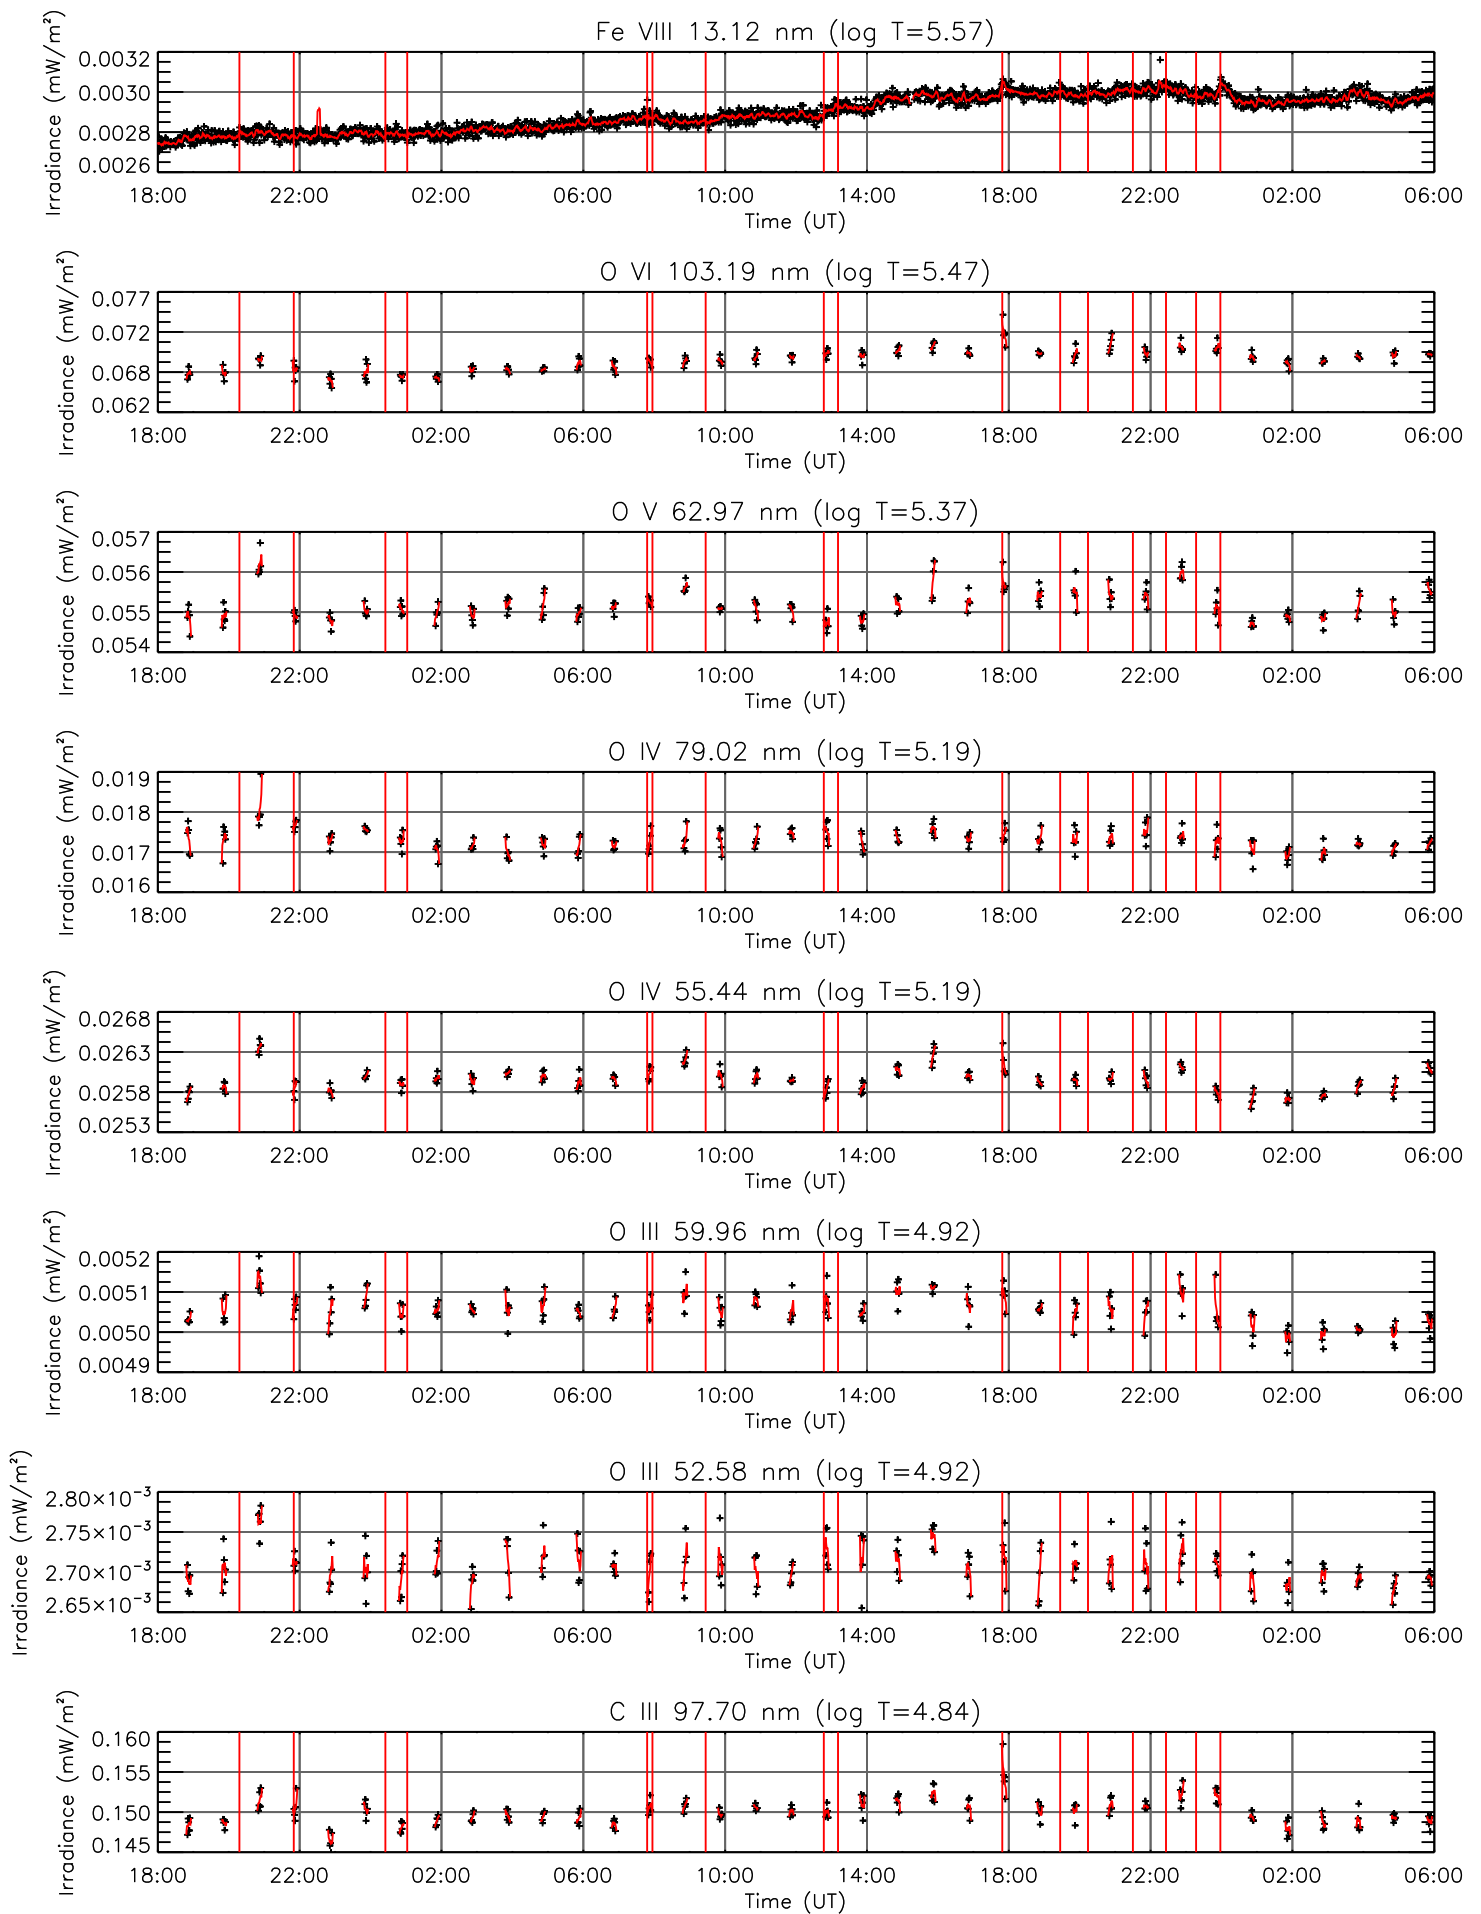 Fe VIII 13.12 nm (log T=5.57)
Irradiance (mW/m²)
0.0032
0.0030
0.0028
0.0026
18:00 22:00 02:00 06:00 10:00 14:00 18:00 22:00 02:00 06:00
Time (UT)
O VI 103.19 nm (log T=5.47)
Irradiance (mW/m²)
0.077
0.072
0.068
0.062
18:00 22:00 02:00 06:00 10:00 14:00 18:00 22:00 02:00 06:00
Time (UT)
O V 62.97 nm (log T=5.37)
Irradiance (mW/m²)
0.057
0.056
0.055
0.054
18:00 22:00 02:00 06:00 10:00 14:00 18:00 22:00 02:00 06:00
Time (UT)
O IV 79.02 nm (log T=5.19)
Irradiance (mW/m²)
0.019
0.018
0.017
0.016
18:00 22:00 02:00 06:00 10:00 14:00 18:00 22:00 02:00 06:00
Time (UT)
O IV 55.44 nm (log T=5.19)
Irradiance (mW/m²)
0.0268
0.0263
0.0258
0.0253
18:00 22:00 02:00 06:00 10:00 14:00 18:00 22:00 02:00 06:00
Time (UT)
O III 59.96 nm (log T=4.92)
Irradiance (mW/m²)
0.0052
0.0051
0.0050
0.0049
18:00 22:00 02:00 06:00 10:00 14:00 18:00 22:00 02:00 06:00
Time (UT)
O III 52.58 nm (log T=4.92)
Irradiance (mW/m²)
2.80×10⁻³
2.75×10⁻³
2.70×10⁻³
2.65×10⁻³
18:00 22:00 02:00 06:00 10:00 14:00 18:00 22:00 02:00 06:00
Time (UT)
C III 97.70 nm (log T=4.84)
Irradiance (mW/m²)
0.160
0.155
0.150
0.145
18:00 22:00 02:00 06:00 10:00 14:00 18:00 22:00 02:00 06:00
Time (UT)